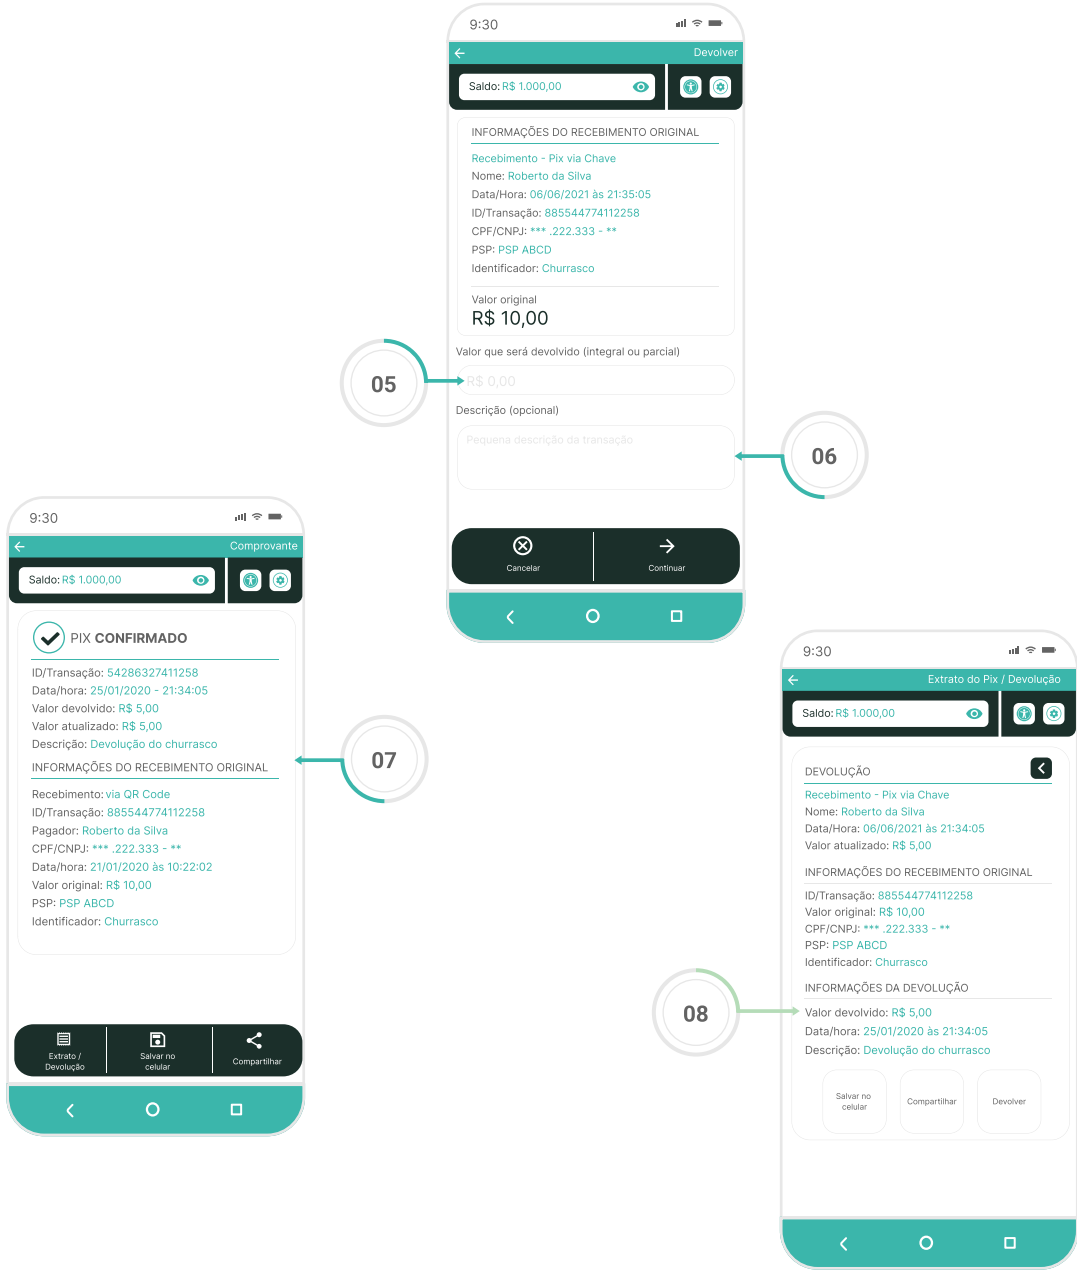 9:30
Devolver
Saldo: R$ 1.000,00
INFORMAÇÕES DO RECEBIMENTO ORIGINAL
Recebimento - Pix via Chave
Nome: Roberto da Silva
Data/Hora: 06/06/2021 às 21:35:05
ID/Transação: 885544774112258
CPF/CNPJ: *** .222.333 - **
PSP: PSP ABCD
Identificador: Churrasco
Valor original
R$ 10,00
Valor que será devolvido (integral ou parcial)
R$ 0,00
05
Descrição (opcional)
Pequena descrição da transação
06
Cancelar
Continuar
9:30
Comprovante
Saldo: R$ 1.000,00
PIX CONFIRMADO
ID/Transação: 54286327411258
Data/hora: 25/01/2020 - 21:34:05
Valor devolvido: R$ 5,00
Valor atualizado: R$ 5,00
Descrição: Devolução do churrasco
INFORMAÇÕES DO RECEBIMENTO ORIGINAL
Recebimento: via QR Code
ID/Transação: 885544774112258
Pagador: Roberto da Silva
CPF/CNPJ: *** .222.333 - **
Data/hora: 21/01/2020 às 10:22:02
Valor original: R$ 10,00
PSP: PSP ABCD
Identificador: Churrasco
07
Extrato /
Devolução
Salvar no
celular
Compartilhar
9:30
Extrato do Pix / Devolução
Saldo: R$ 1.000,00
DEVOLUÇÃO
Recebimento - Pix via Chave
Nome: Roberto da Silva
Data/Hora: 06/06/2021 às 21:34:05
Valor atualizado: R$ 5,00
INFORMAÇÕES DO RECEBIMENTO ORIGINAL
ID/Transação: 885544774112258
Valor original: R$ 10,00
CPF/CNPJ: *** .222.333 - **
PSP: PSP ABCD
Identificador: Churrasco
INFORMAÇÕES DA DEVOLUÇÃO
08
Valor devolvido: R$ 5,00
Data/hora: 25/01/2020 às 21:34:05
Descrição: Devolução do churrasco
Salvar no
celular
Compartilhar
Devolver